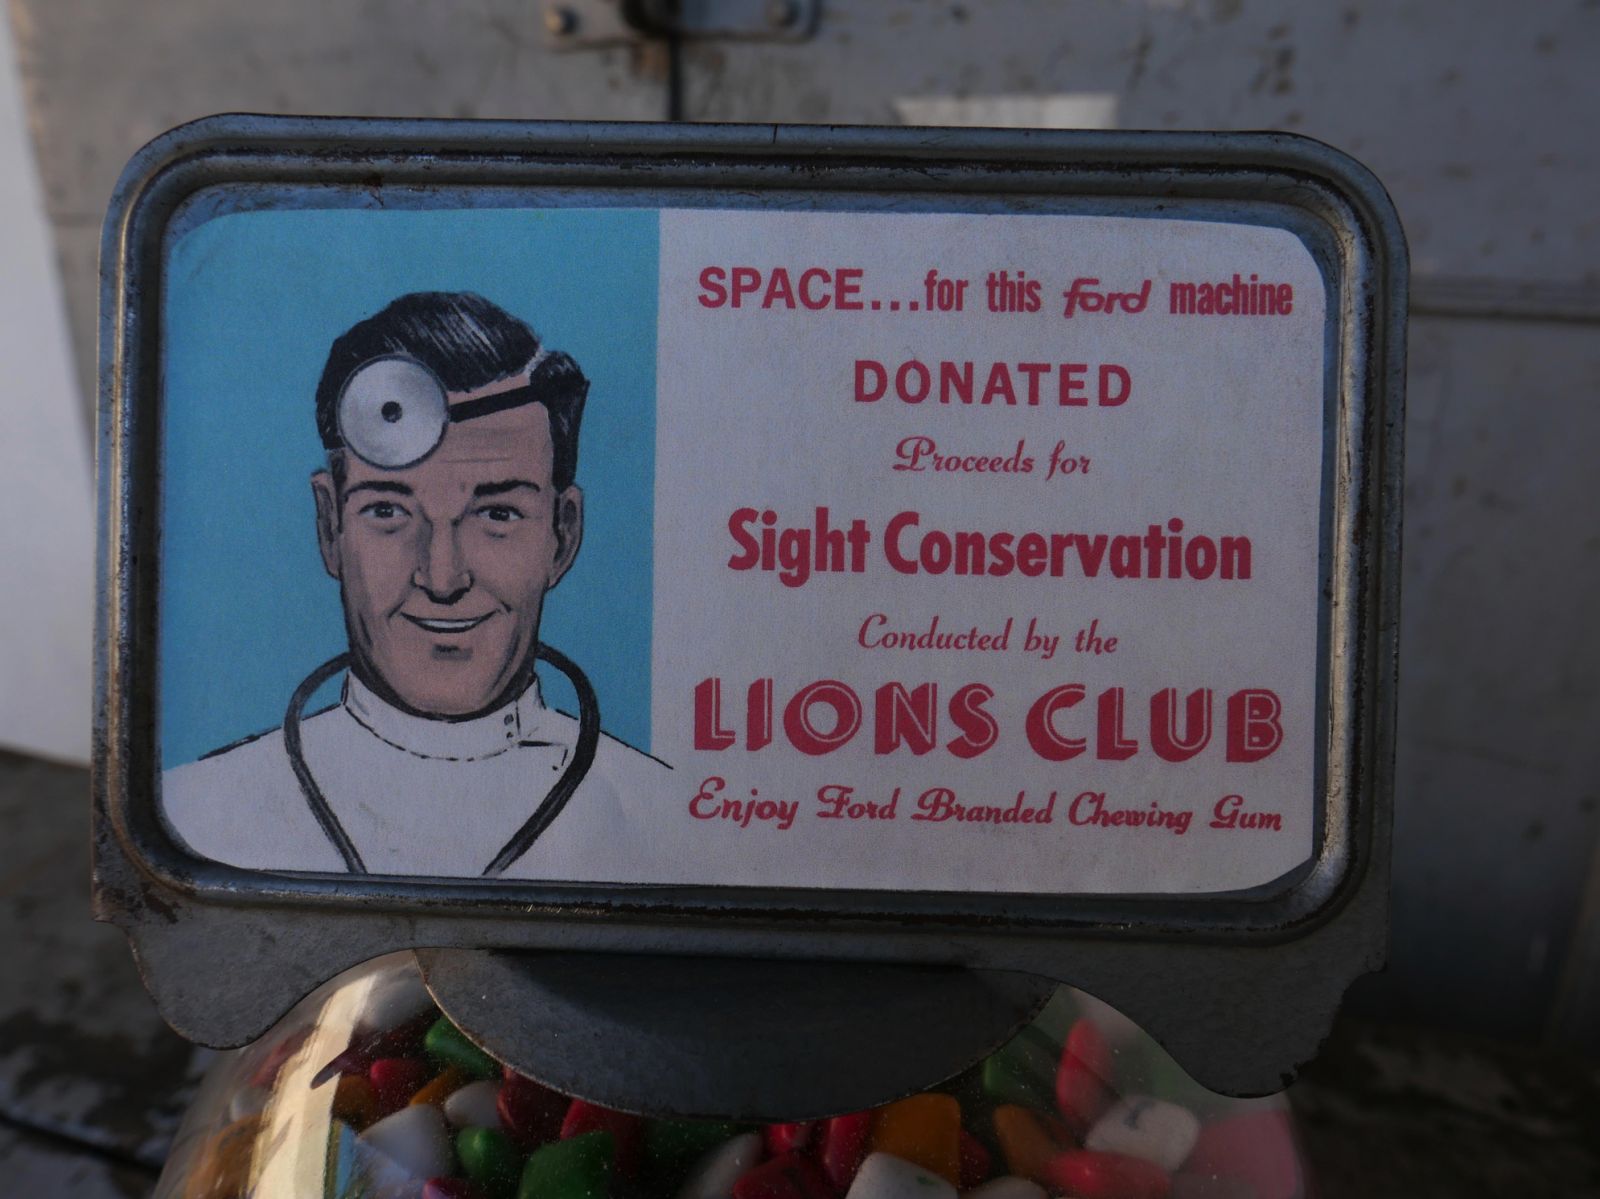 SPACE...for this ford machine
DONATED
Proceeds for
Sight Conservation
Conducted by the
LIONS CLUB
Enjoy Ford Branded Chewing Gum